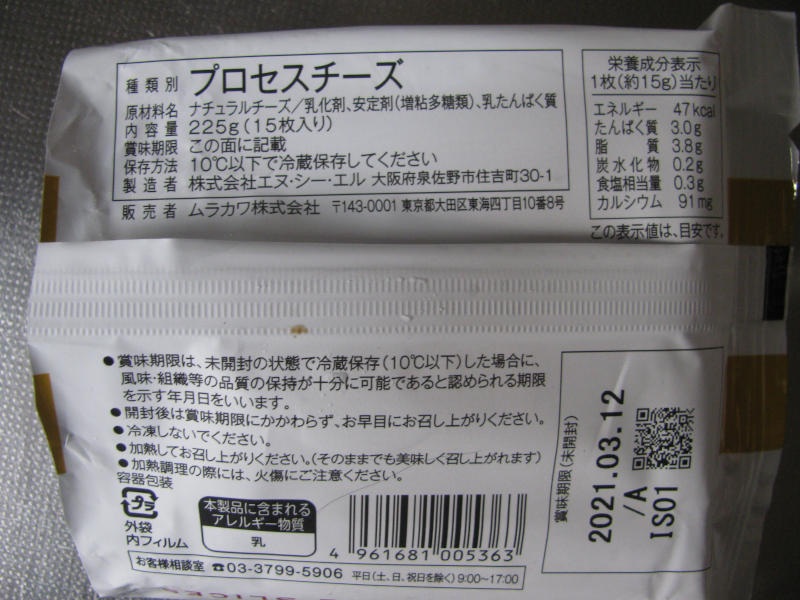 種類別 プロセスチーズ
原材料名 ナチュラルチーズ／乳化剤、安定剤(増粘多糖類)、乳たんぱく質
内容量 225g(15枚入り)
賞味期限 この面に記載
保存方法 10℃以下で冷蔵保存してください
製造者 株式会社エヌ・シー・エル 大阪府泉佐野市住吉町30-1
販売者 ムラカワ株式会社 〒143-0001 東京都大田区東海四丁目10番8号
栄養成分表示
1枚(約15g)当たり
エネルギー 47kcal
たんぱく質 3.0g
脂質 3.8g
炭水化物 0.2g
食塩相当量 0.3g
カルシウム 91mg
この表示値は、目安です。
●賞味期限は、未開封の状態で冷蔵保存(10℃以下)した場合に、
風味・組織等の品質の保持が十分に可能であると認められる期限
を示す年月日をいいます。
●開封後は賞味期限にかかわらず、お早目にお召し上がりください。
●冷凍しないでください。
●加熱してお召し上がりください。(そのままでも美味しく召し上がれます)
●加熱調理の際には、火傷にご注意ください。
容器包装
プラ
外袋
内フィルム
本製品に含まれる
アレルギー物質
乳
4 961681 005363
お客様相談室 ☎03-3799-5906 平日(土、日、祝日を除く)9:00〜17:00
賞味期限(未開封)
2021.03.12
/A
IS01